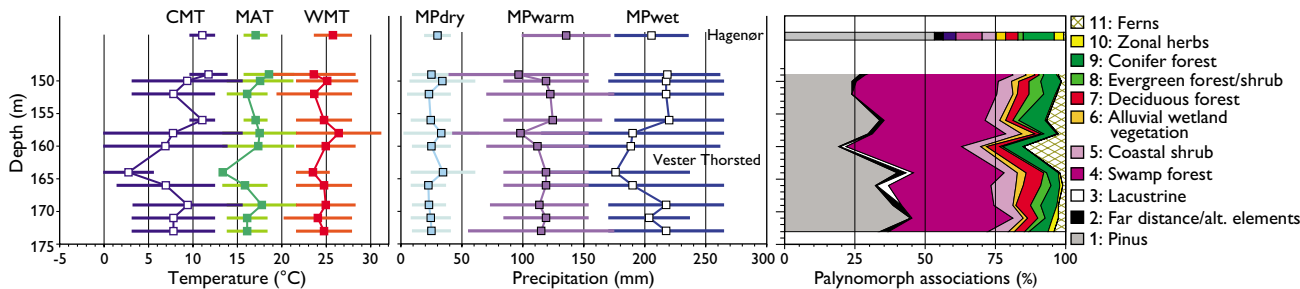 CMT MAT WMT
MPdry MPwarm MPwet
Hagenør
Vester Thorsted
Depth (m)
150
155
160
165
170
175
-5 0 5 10 15 20 25 30
Temperature (°C)
0 50 100 150 200 250 300
Precipitation (mm)
0 25 50 75 100
Palynomorph associations (%)
11: Ferns
10: Zonal herbs
9: Conifer forest
8: Evergreen forest/shrub
7: Deciduous forest
6: Alluvial wetland
vegetation
5: Coastal shrub
4: Swamp forest
3: Lacustrine
2: Far distance/alt. elements
1: Pinus